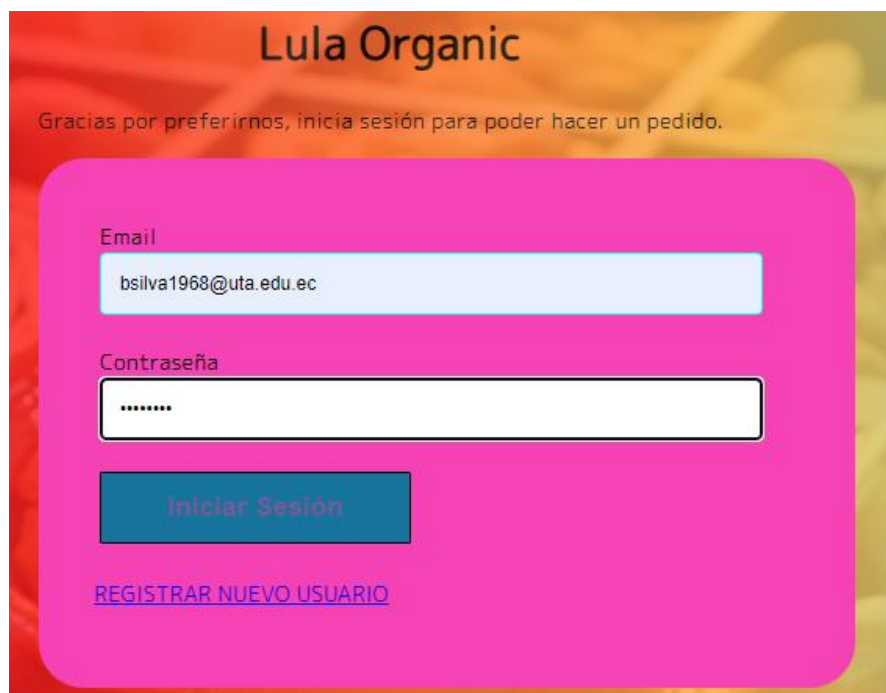 Lula Organic
Gracias por preferirnos, inicia sesión para poder hacer un pedido.
Email
bsilva1968@uta.edu.ec
Contraseña
••••••••
Iniciar Sesión
REGISTRAR NUEVO USUARIO